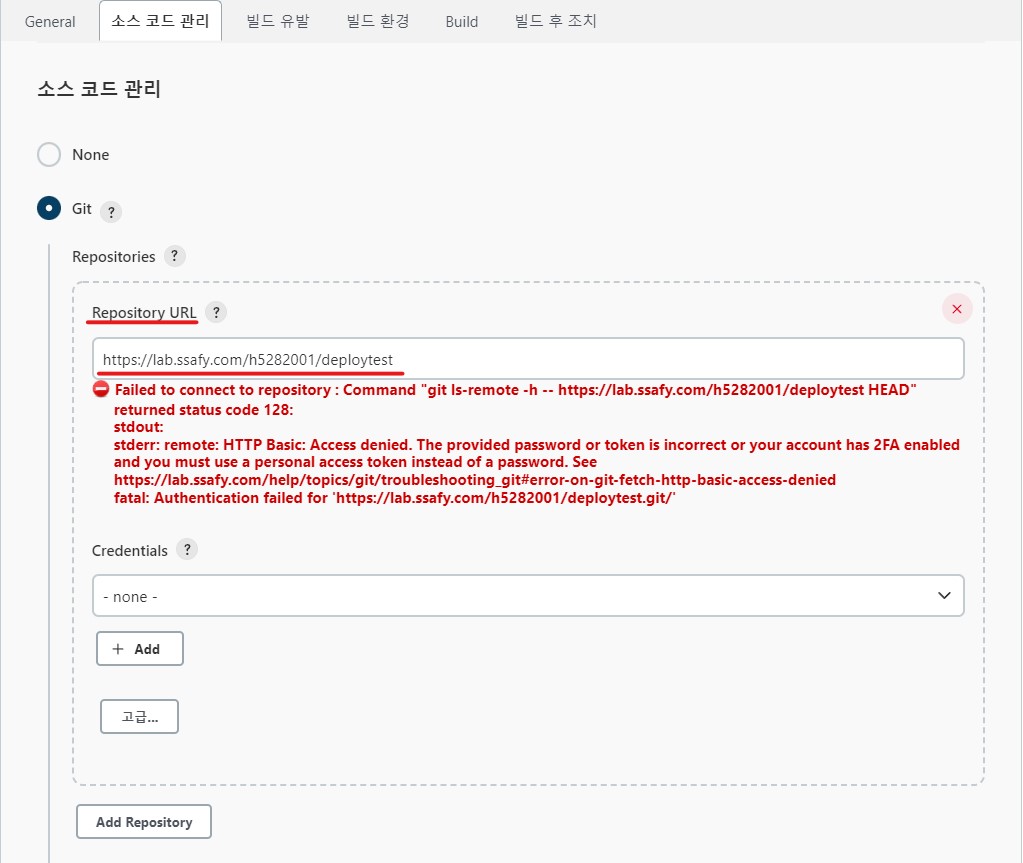 General 소스 코드 관리 빌드 유발 빌드 환경 Build 빌드 후 조치
소스 코드 관리
None
Git ?
Repositories ?
Repository URL ?
https://lab.ssafy.com/h5282001/deploytest
Failed to connect to repository : Command "git ls-remote -h -- https://lab.ssafy.com/h5282001/deploytest HEAD"
returned status code 128:
stdout:
stderr: remote: HTTP Basic: Access denied. The provided password or token is incorrect or your account has 2FA enabled
and you must use a personal access token instead of a password. See
https://lab.ssafy.com/help/topics/git/troubleshooting_git#error-on-git-fetch-http-basic-access-denied
fatal: Authentication failed for 'https://lab.ssafy.com/h5282001/deploytest.git/'
Credentials ?
- none -
+ Add
고급...
Add Repository